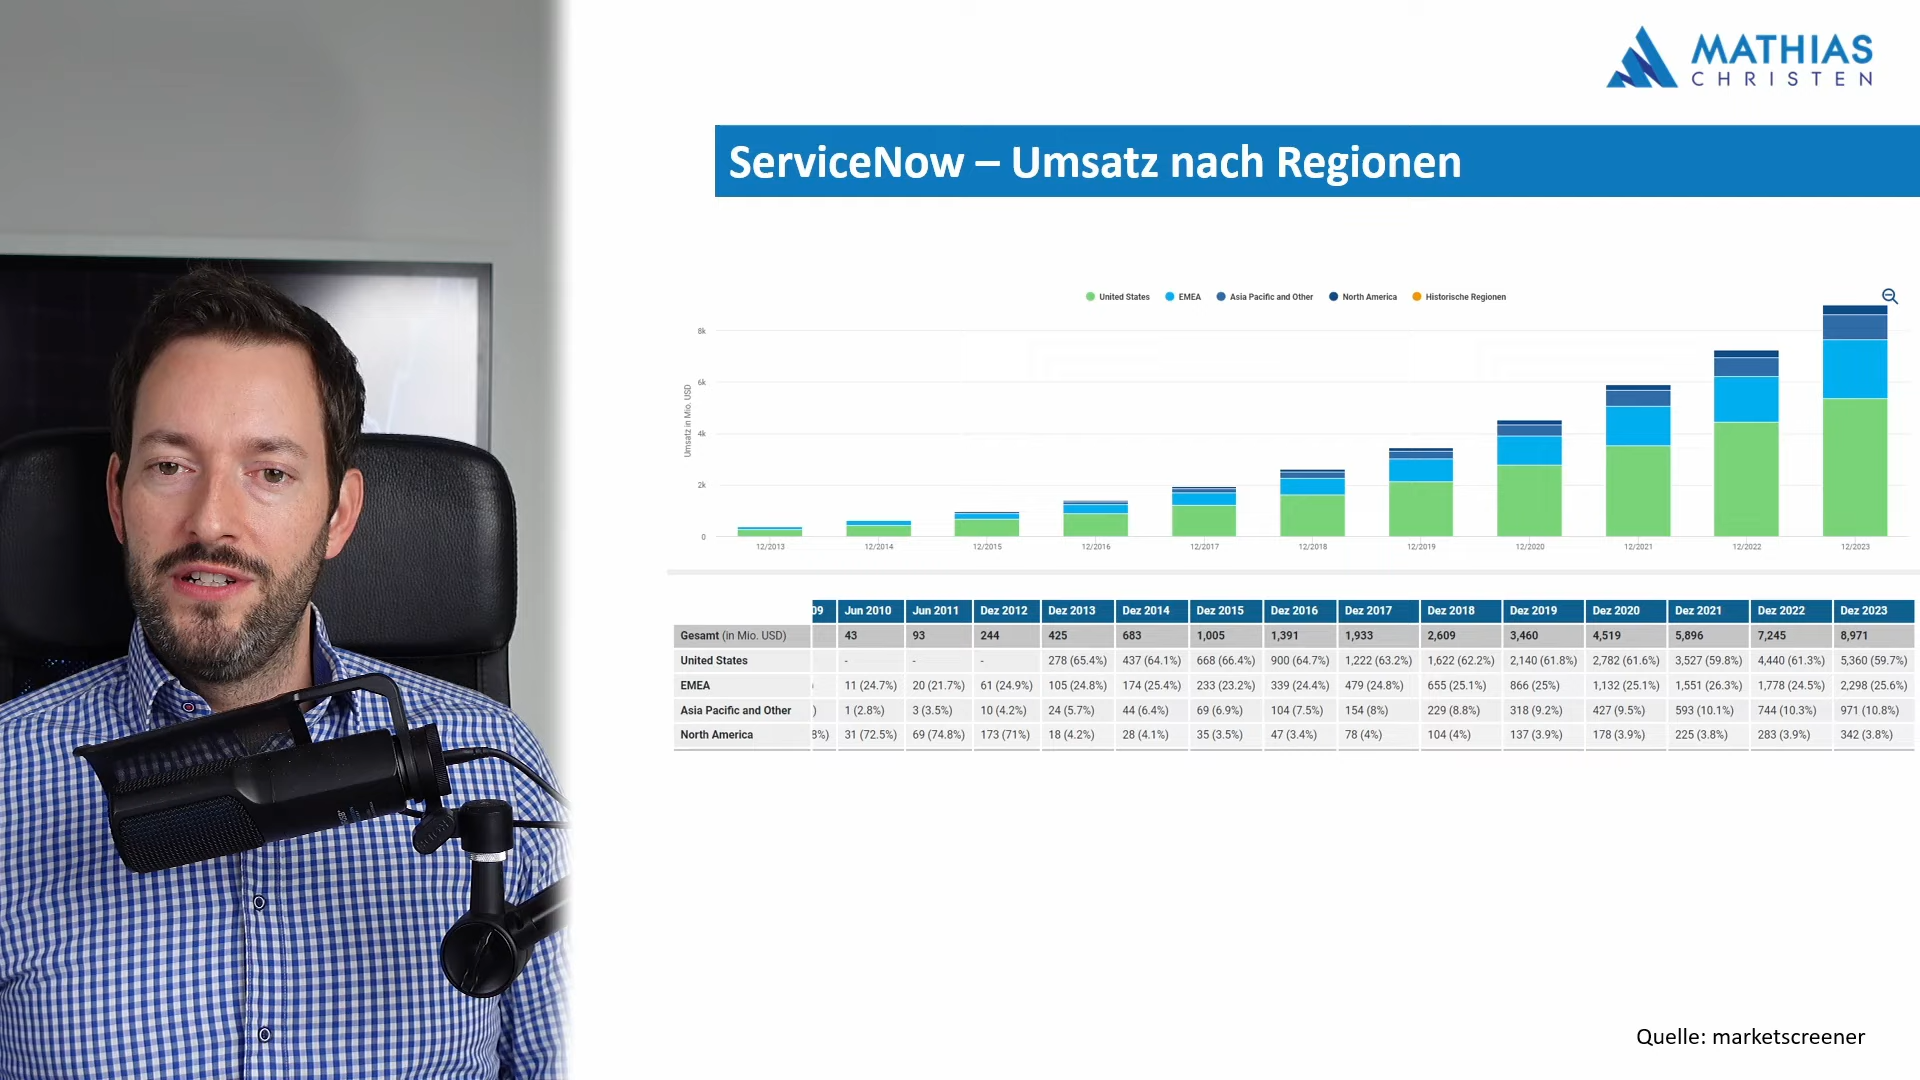 MATHIAS
CHRISTEN
ServiceNow – Umsatz nach Regionen
United States EMEA Asia Pacific and Other North America Historische Regionen
Umsatz in Mio. USD
8k
6k
4k
2k
0
12/2013 12/2014 12/2015 12/2016 12/2017 12/2018 12/2019 12/2020 12/2021 12/2022 12/2023
09 Jun 2010 Jun 2011 Dez 2012 Dez 2013 Dez 2014 Dez 2015 Dez 2016 Dez 2017 Dez 2018 Dez 2019 Dez 2020 Dez 2021 Dez 2022 Dez 2023
Gesamt (in Mio. USD) 43 93 244 425 683 1,005 1,391 1,933 2,609 3,460 4,519 5,896 7,245 8,971
United States - - - 278 (65.4%) 437 (64.1%) 668 (66.4%) 900 (64.7%) 1,222 (63.2%) 1,622 (62.2%) 2,140 (61.8%) 2,782 (61.6%) 3,527 (59.8%) 4,440 (61.3%) 5,360 (59.7%)
EMEA ) 11 (24.7%) 20 (21.7%) 61 (24.9%) 105 (24.8%) 174 (25.4%) 233 (23.2%) 339 (24.4%) 479 (24.8%) 655 (25.1%) 866 (25%) 1,132 (25.1%) 1,551 (26.3%) 1,778 (24.5%) 2,298 (25.6%)
Asia Pacific and Other ) 1 (2.8%) 3 (3.5%) 10 (4.2%) 24 (5.7%) 44 (6.4%) 69 (6.9%) 104 (7.5%) 154 (8%) 229 (8.8%) 318 (9.2%) 427 (9.5%) 593 (10.1%) 744 (10.3%) 971 (10.8%)
North America 3%) 31 (72.5%) 69 (74.8%) 173 (71%) 18 (4.2%) 28 (4.1%) 35 (3.5%) 47 (3.4%) 78 (4%) 104 (4%) 137 (3.9%) 178 (3.9%) 225 (3.8%) 283 (3.9%) 342 (3.8%)
Quelle: marketscreener